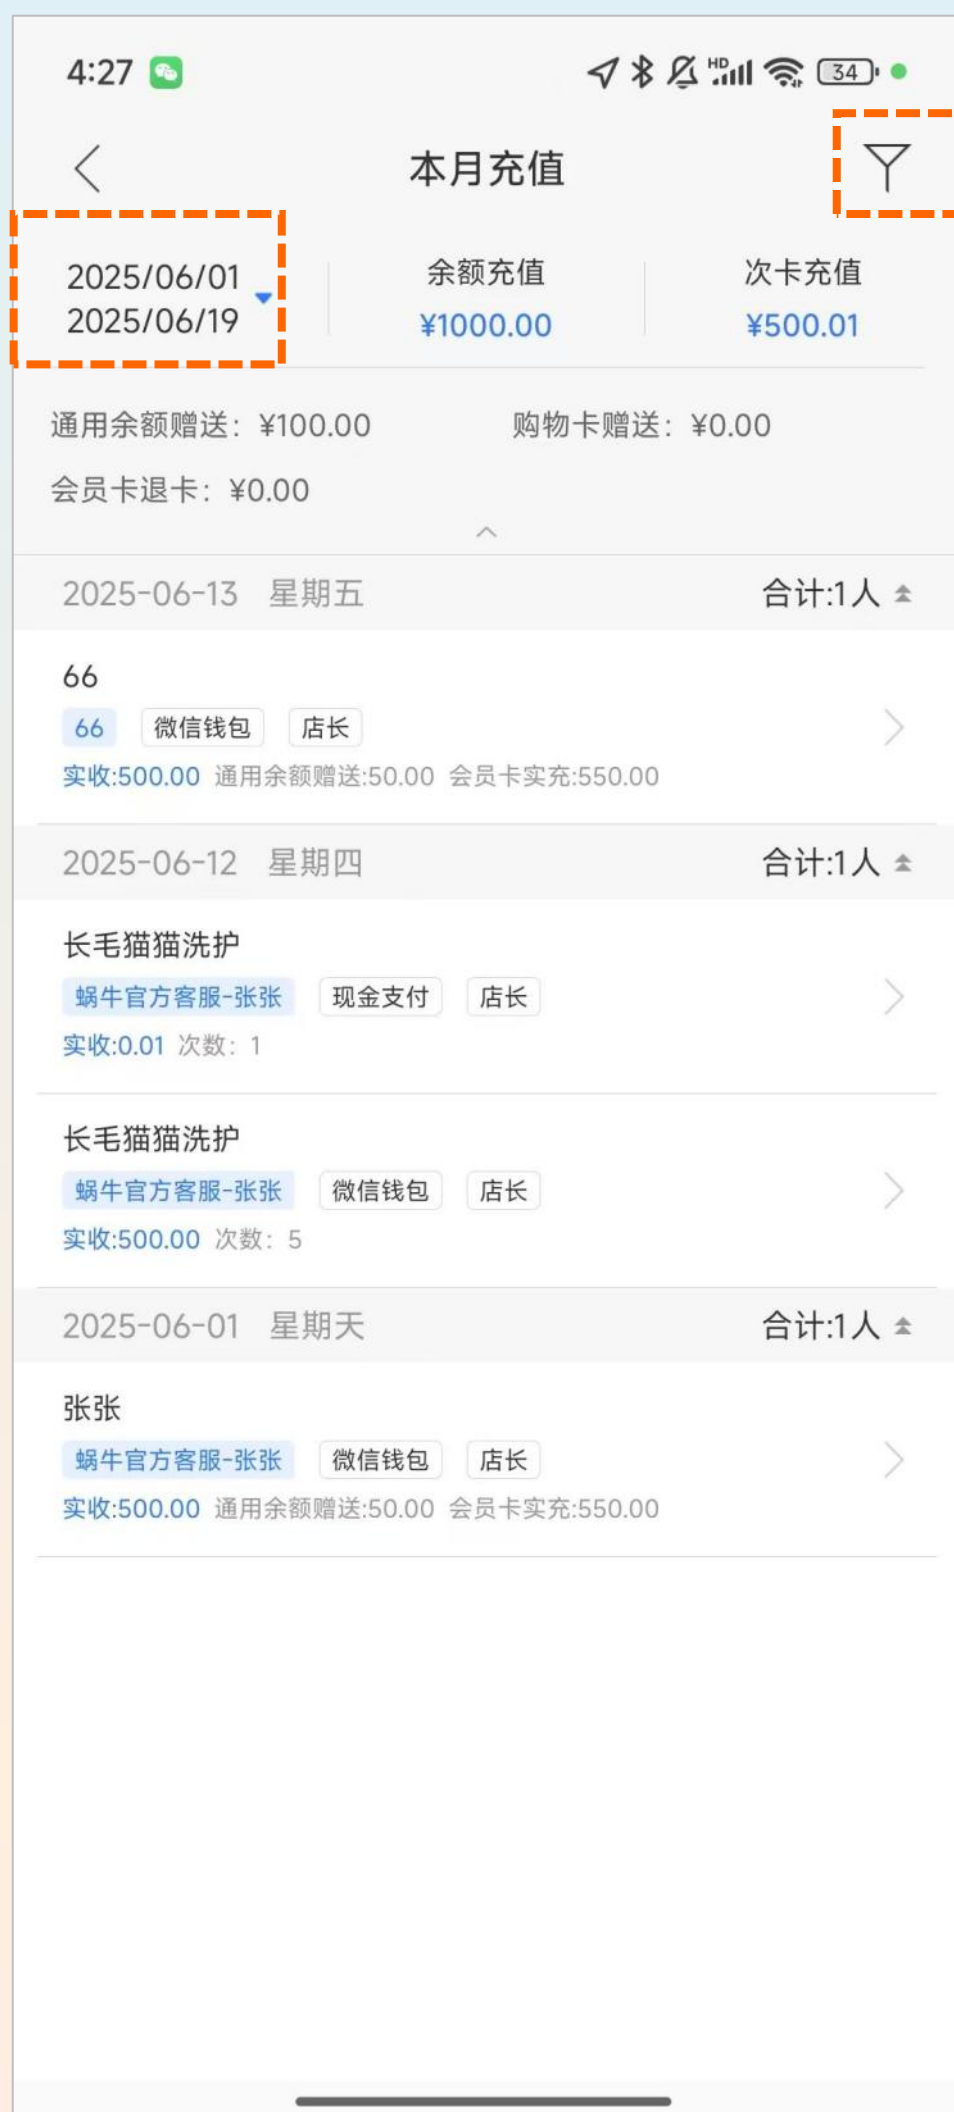 4:27 HD 34
本月充值
2025/06/01
2025/06/19
余额充值
¥1000.00
次卡充值
¥500.01
通用余额赠送：¥100.00 购物卡赠送：¥0.00
会员卡退卡：¥0.00
2025-06-13 星期五 合计:1人
66
66 微信钱包 店长
实收:500.00 通用余额赠送:50.00 会员卡实充:550.00
2025-06-12 星期四 合计:1人
长毛猫猫洗护
蜗牛官方客服-张张 现金支付 店长
实收:0.01 次数：1
长毛猫猫洗护
蜗牛官方客服-张张 微信钱包 店长
实收:500.00 次数：5
2025-06-01 星期天 合计:1人
张张
蜗牛官方客服-张张 微信钱包 店长
实收:500.00 通用余额赠送:50.00 会员卡实充:550.00